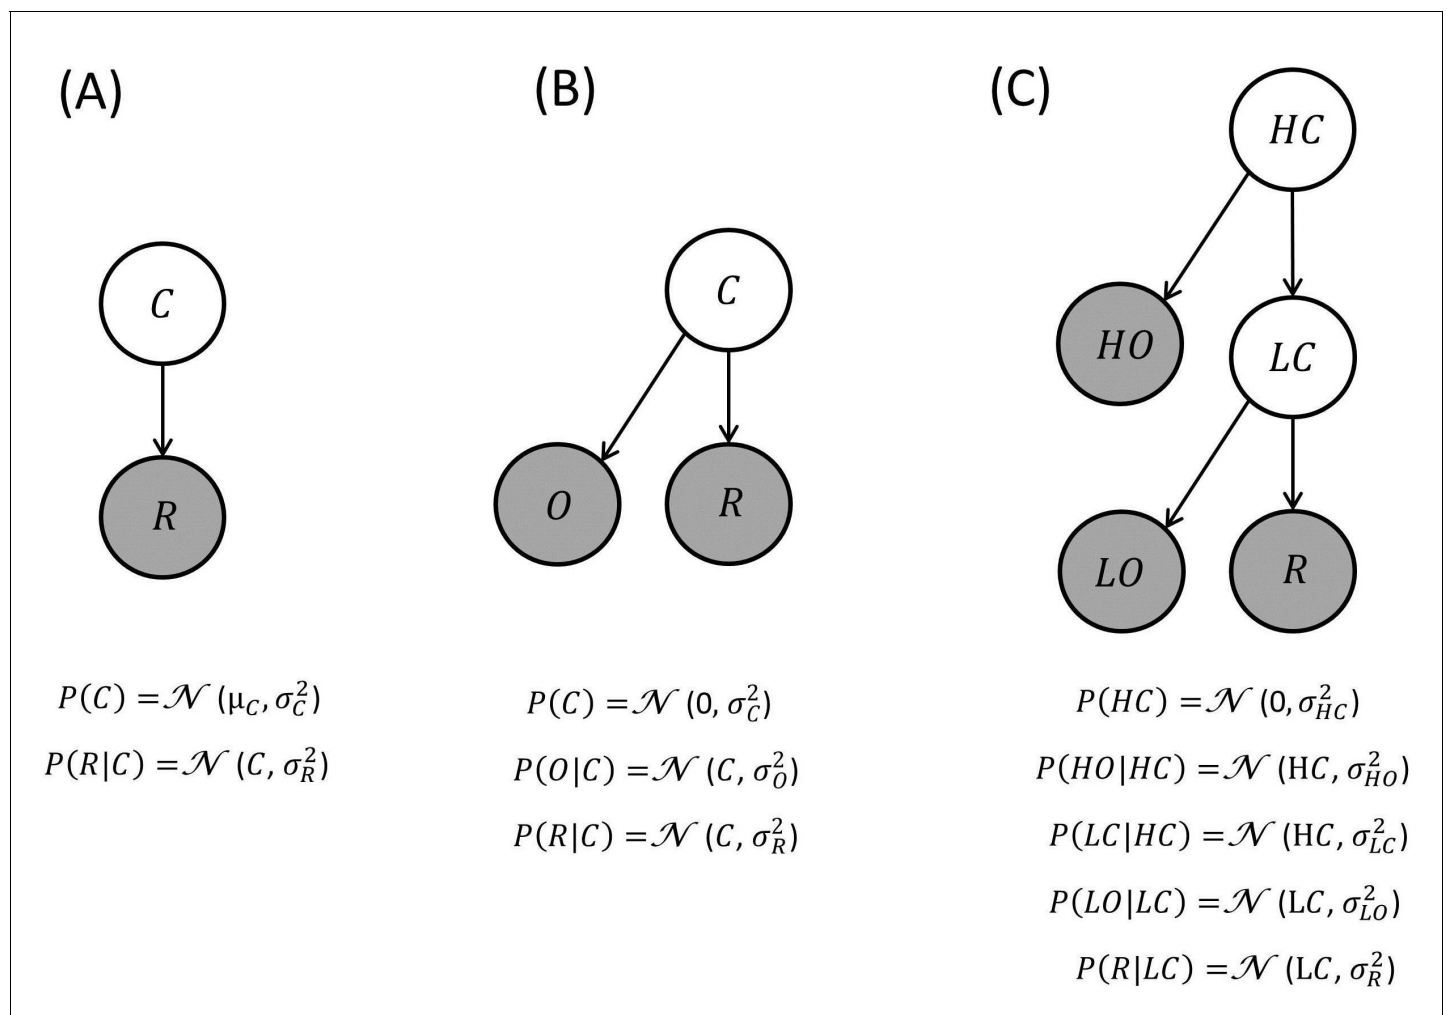 (A)
C
R
P(C) = 𝒩 (μ_C, σ_C^2)
P(R|C) = 𝒩 (C, σ_R^2)
(B)
C
O
R
P(C) = 𝒩 (0, σ_C^2)
P(O|C) = 𝒩 (C, σ_O^2)
P(R|C) = 𝒩 (C, σ_R^2)
(C)
HC
HO
LC
LO
R
P(HC) = 𝒩 (0, σ_HC^2)
P(HO|HC) = 𝒩 (HC, σ_HO^2)
P(LC|HC) = 𝒩 (HC, σ_LC^2)
P(LO|LC) = 𝒩 (LC, σ_LO^2)
P(R|LC) = 𝒩 (LC, σ_R^2)